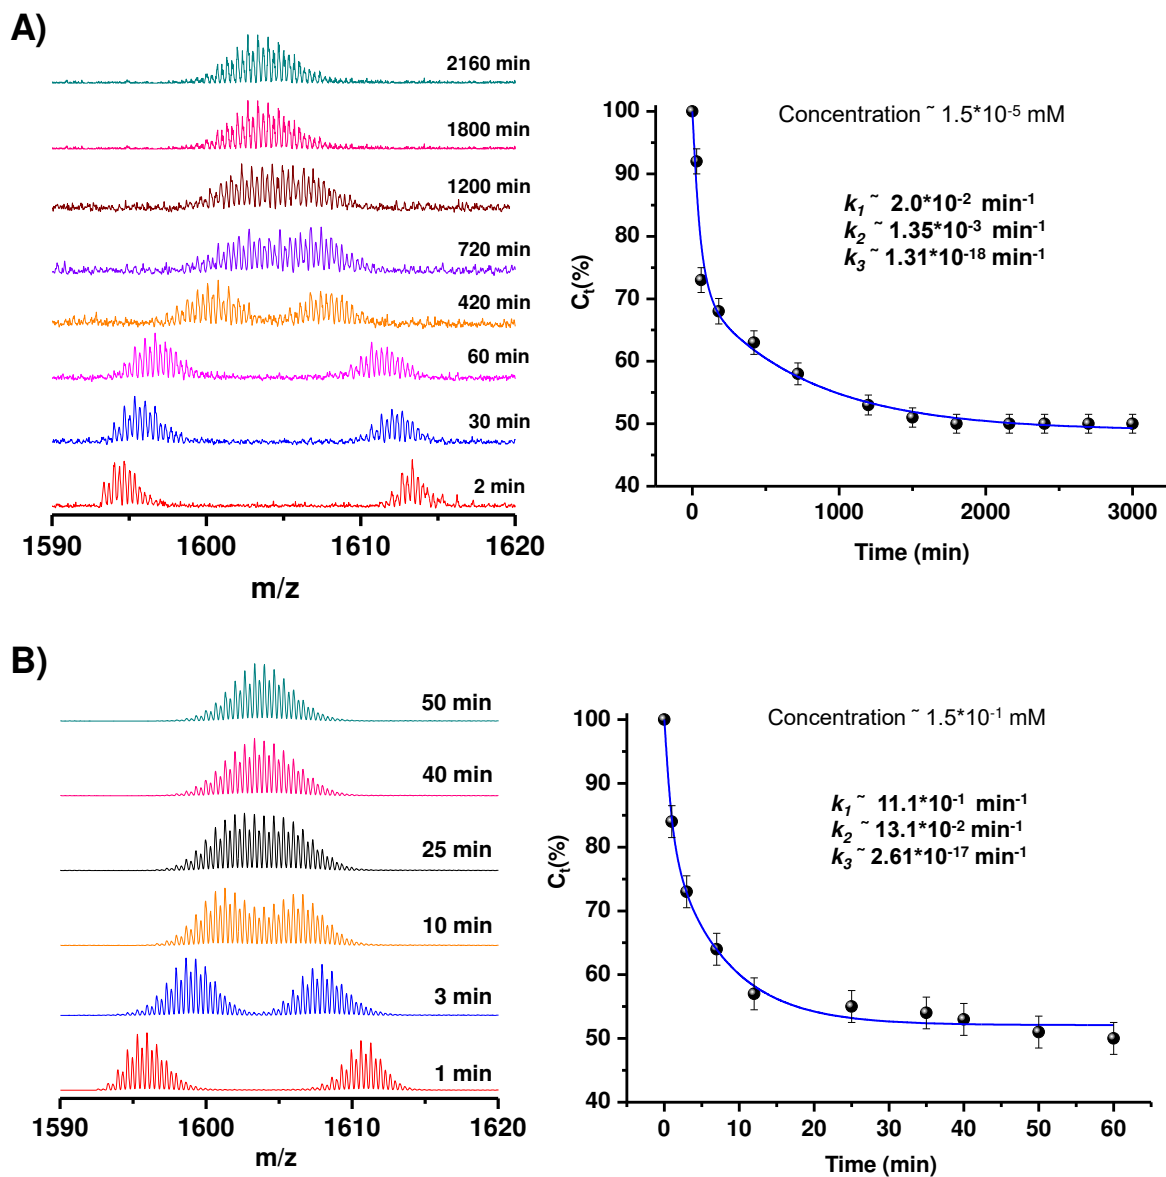 A)
2160 min
1800 min
1200 min
720 min
420 min
60 min
30 min
2 min
1590 1600 1610 1620
m/z
100
90
80
70
60
50
40
Cₜ(%)
Concentration ~ 1.5*10⁻⁵ mM
k₁ ~ 2.0*10⁻² min⁻¹
k₂ ~ 1.35*10⁻³ min⁻¹
k₃ ~ 1.31*10⁻¹⁸ min⁻¹
0 1000 2000 3000
Time (min)
B)
50 min
40 min
25 min
10 min
3 min
1 min
1590 1600 1610 1620
m/z
100
90
80
70
60
50
40
Cₜ(%)
Concentration ~ 1.5*10⁻¹ mM
k₁ ~ 11.1*10⁻¹ min⁻¹
k₂ ~ 13.1*10⁻² min⁻¹
k₃ ~ 2.61*10⁻¹⁷ min⁻¹
0 10 20 30 40 50 60
Time (min)